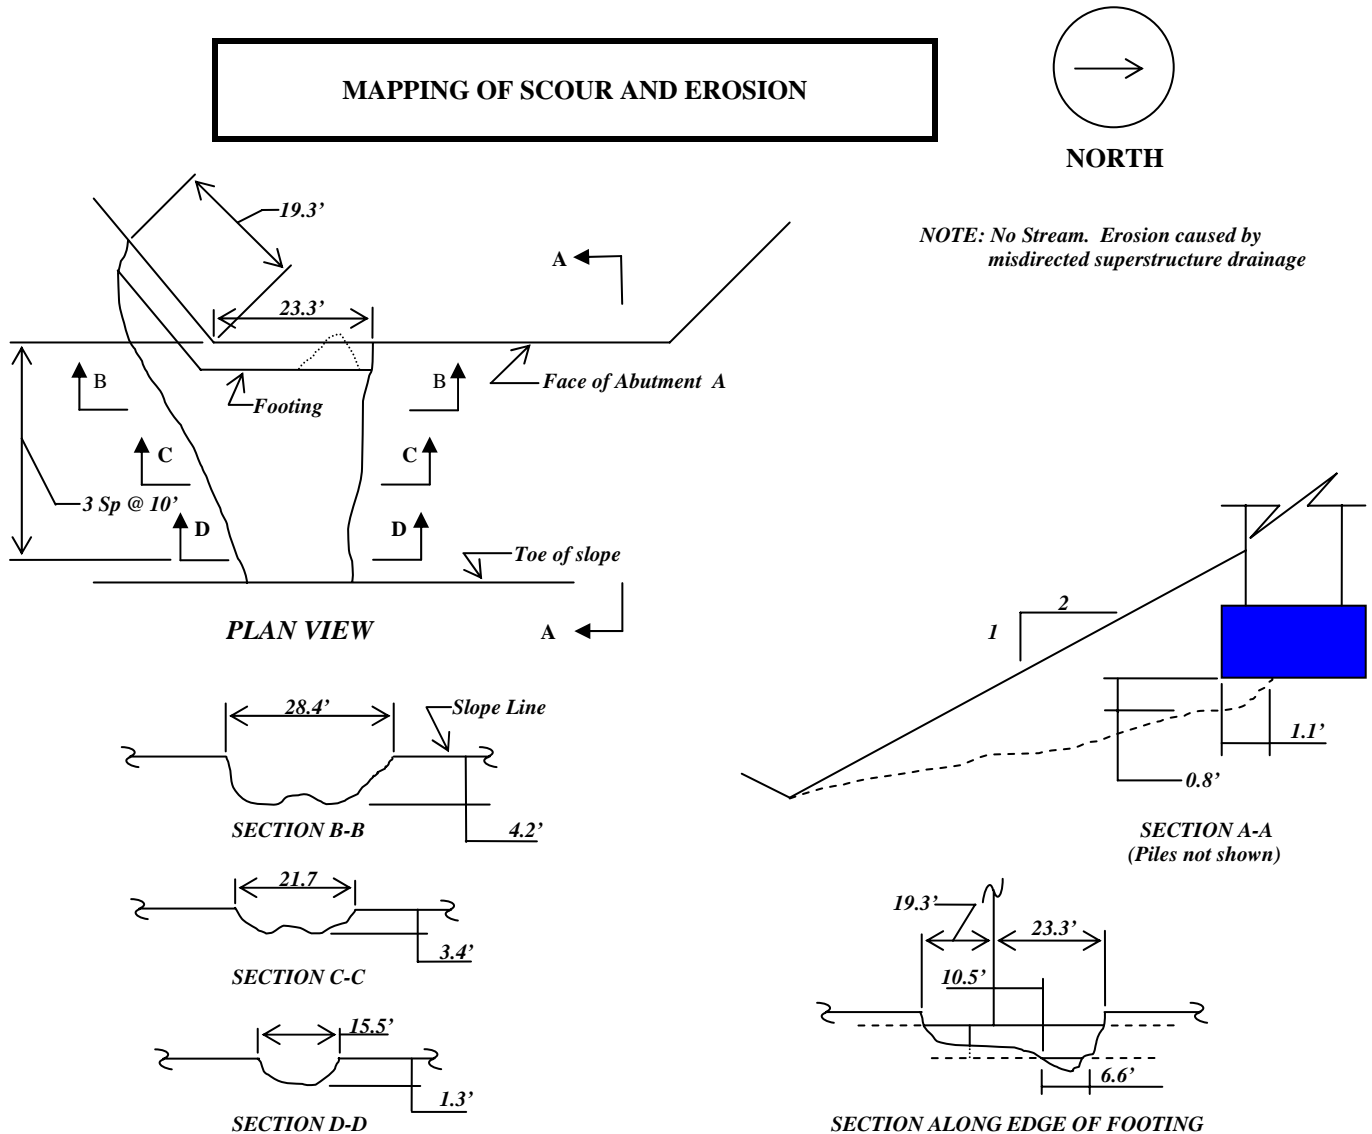 MAPPING OF SCOUR AND EROSION
NORTH
NOTE: No Stream. Erosion caused by
misdirected superstructure drainage
19.3’
23.3’
A
B
B
Face of Abutment A
Footing
C
C
3 Sp @ 10’
D
D
Toe of slope
PLAN VIEW
A
2
1
1.1’
0.8’
SECTION A-A
(Piles not shown)
28.4’
Slope Line
SECTION B-B
4.2’
21.7
3.4’
SECTION C-C
15.5’
1.3’
SECTION D-D
19.3’
23.3’
10.5’
6.6’
SECTION ALONG EDGE OF FOOTING